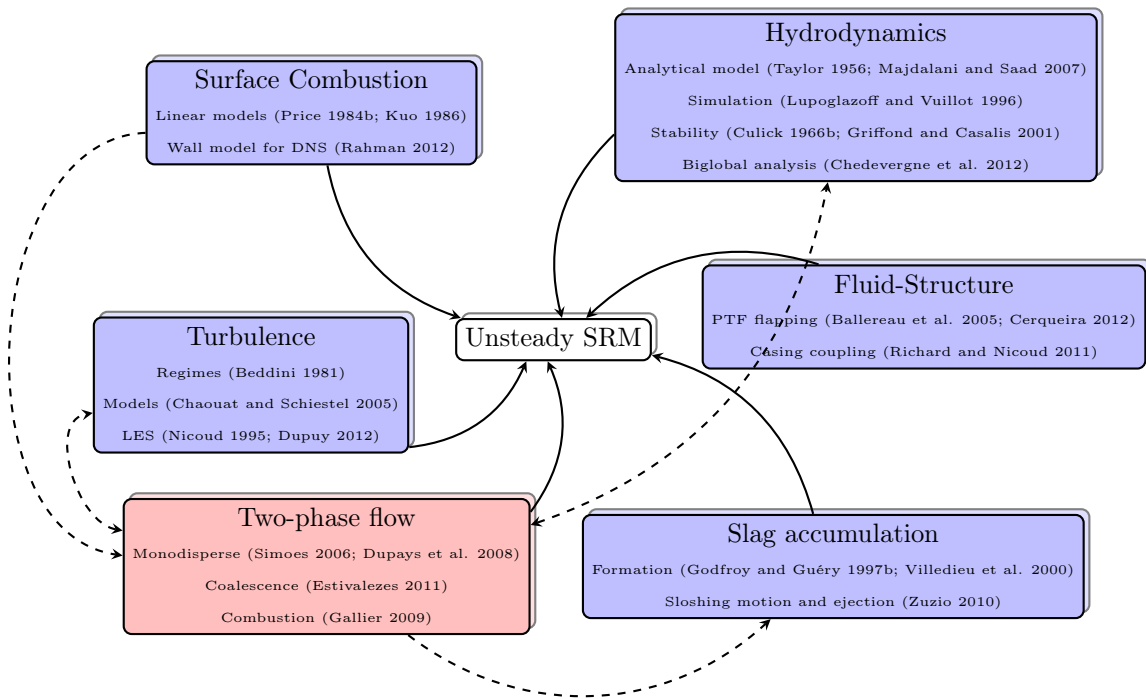 Hydrodynamics
Analytical model (Taylor 1956; Majdalani and Saad 2007)
Simulation (Lupoglazoff and Vuillot 1996)
Stability (Culick 1966b; Griffond and Casalis 2001)
Biglobal analysis (Chedevergne et al. 2012)
Surface Combustion
Linear models (Price 1984b; Kuo 1986)
Wall model for DNS (Rahman 2012)
Fluid-Structure
PTF flapping (Ballereau et al. 2005; Cerqueira 2012)
Casing coupling (Richard and Nicoud 2011)
Unsteady SRM
Turbulence
Regimes (Beddini 1981)
Models (Chaouat and Schiestel 2005)
LES (Nicoud 1995; Dupuy 2012)
Two-phase flow
Monodisperse (Simoes 2006; Dupays et al. 2008)
Coalescence (Estivalezes 2011)
Combustion (Gallier 2009)
Slag accumulation
Formation (Godfroy and Guéry 1997b; Villedieu et al. 2000)
Sloshing motion and ejection (Zuzio 2010)